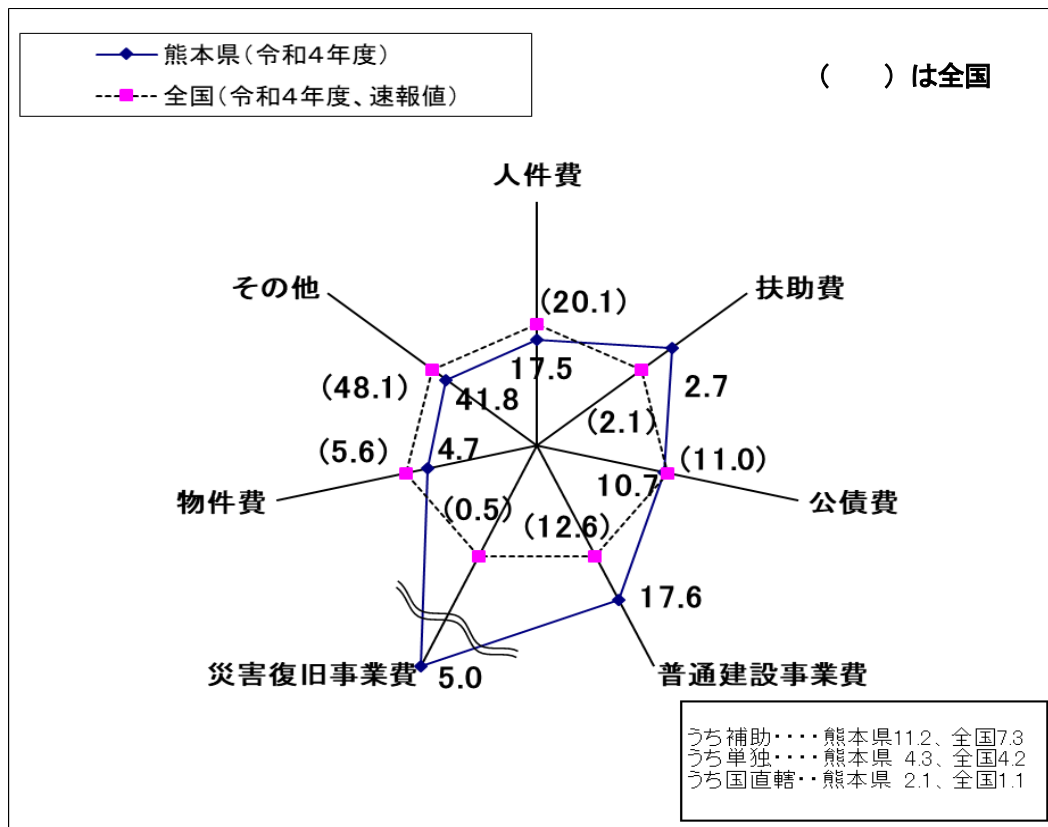 熊本県（令和４年度）
全国（令和４年度、速報値）
（　　）は全国
人件費
その他
扶助費
（20.1）
17.5
（48.1）
41.8
2.7
（2.1）
（5.6）
4.7
（11.0）
10.7
物件費
公債費
（0.5）
（12.6）
17.6
災害復旧事業費
5.0
普通建設事業費
うち補助・・・・熊本県11.2、全国7.3
うち単独・・・・熊本県 4.3、全国4.2
うち国直轄・・熊本県 2.1、全国1.1